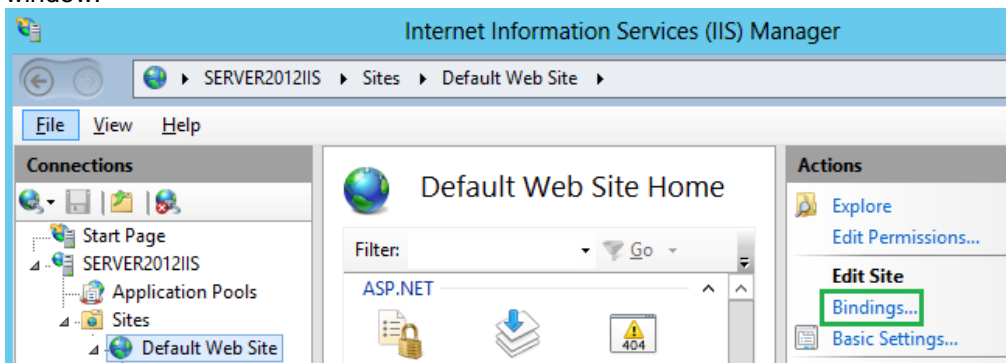 window
Internet Information Services (IIS) Manager
SERVER2012IIS ▸ Sites ▸ Default Web Site ▸
File View Help
Connections
Start Page
SERVER2012IIS
Application Pools
Sites
Default Web Site
Default Web Site Home
Filter: Go
ASP.NET
404
Actions
Explore
Edit Permissions...
Edit Site
Bindings...
Basic Settings...